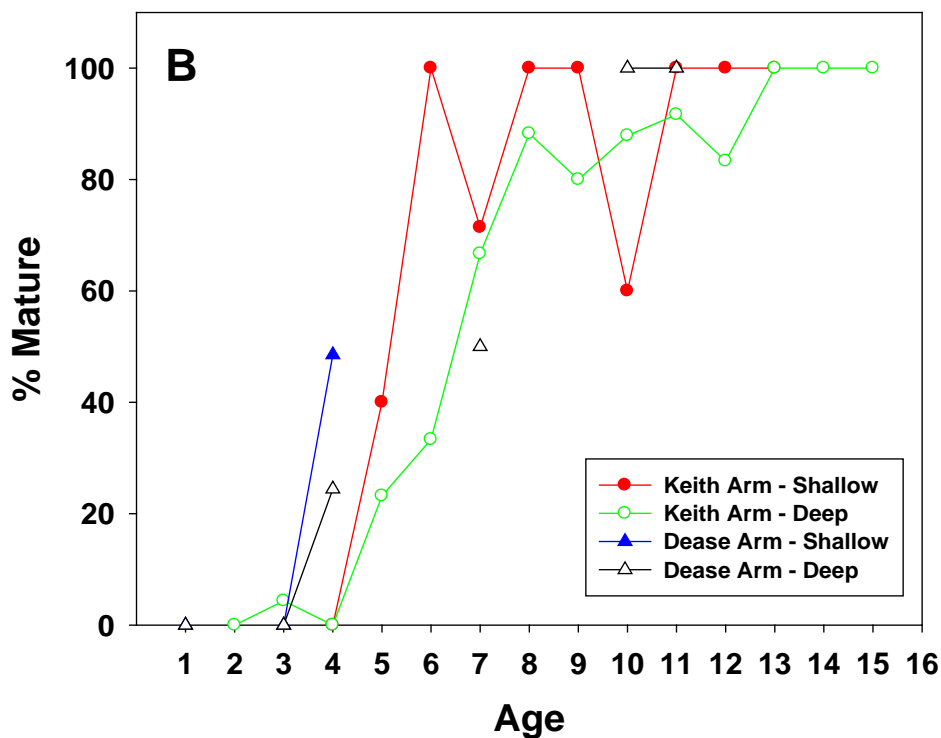 B
100
80
60
40
20
0
% Mature
1 2 3 4 5 6 7 8 9 10 11 12 13 14 15 16
Age
Keith Arm - Shallow
Keith Arm - Deep
Dease Arm - Shallow
Dease Arm - Deep